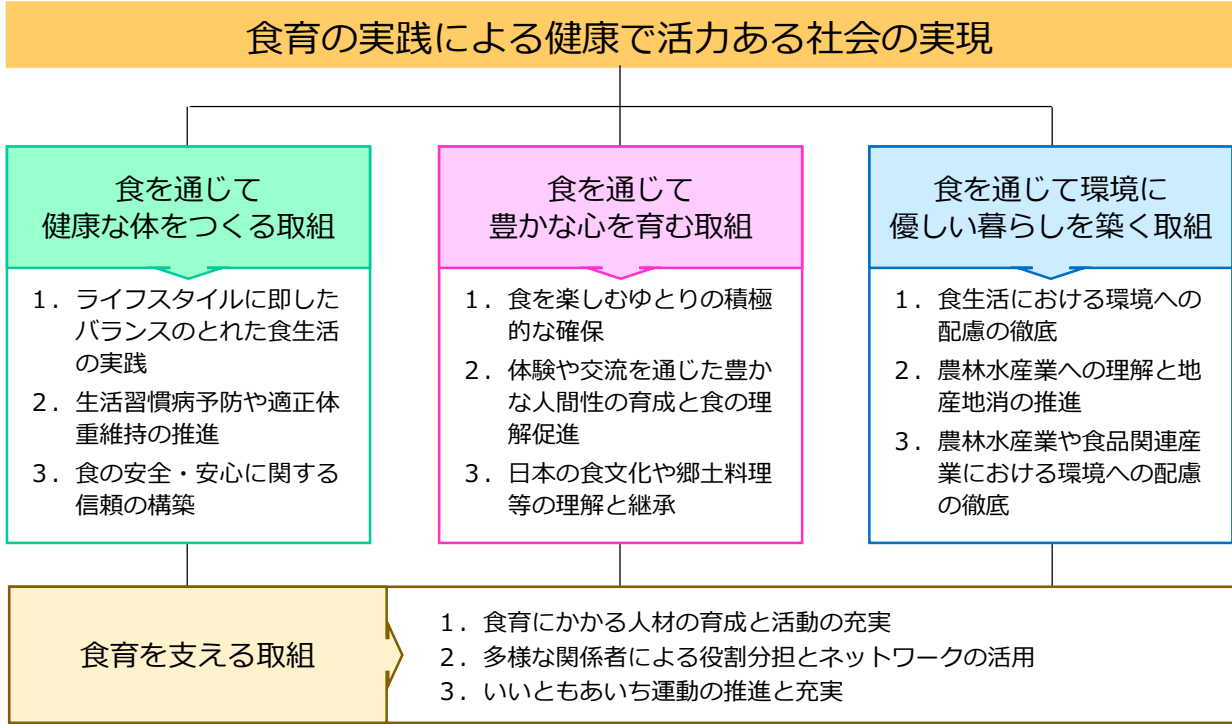 食育の実践による健康で活力ある社会の実現
食を通じて
健康な体をつくる取組
１．ライフスタイルに即した
バランスのとれた食生活
の実践
２．生活習慣病予防や適正体
重維持の推進
３．食の安全・安心に関する
信頼の構築
食を通じて
豊かな心を育む取組
１．食を楽しむゆとりの積極
的な確保
２．体験や交流を通じた豊か
な人間性の育成と食の理
解促進
３．日本の食文化や郷土料理
等の理解と継承
食を通じて環境に
優しい暮らしを築く取組
１．食生活における環境への
配慮の徹底
２．農林水産業への理解と地
産地消の推進
３．農林水産業や食品関連産
業における環境への配慮
の徹底
食育を支える取組
１．食育にかかる人材の育成と活動の充実
２．多様な関係者による役割分担とネットワークの活用
３．いいともあいち運動の推進と充実